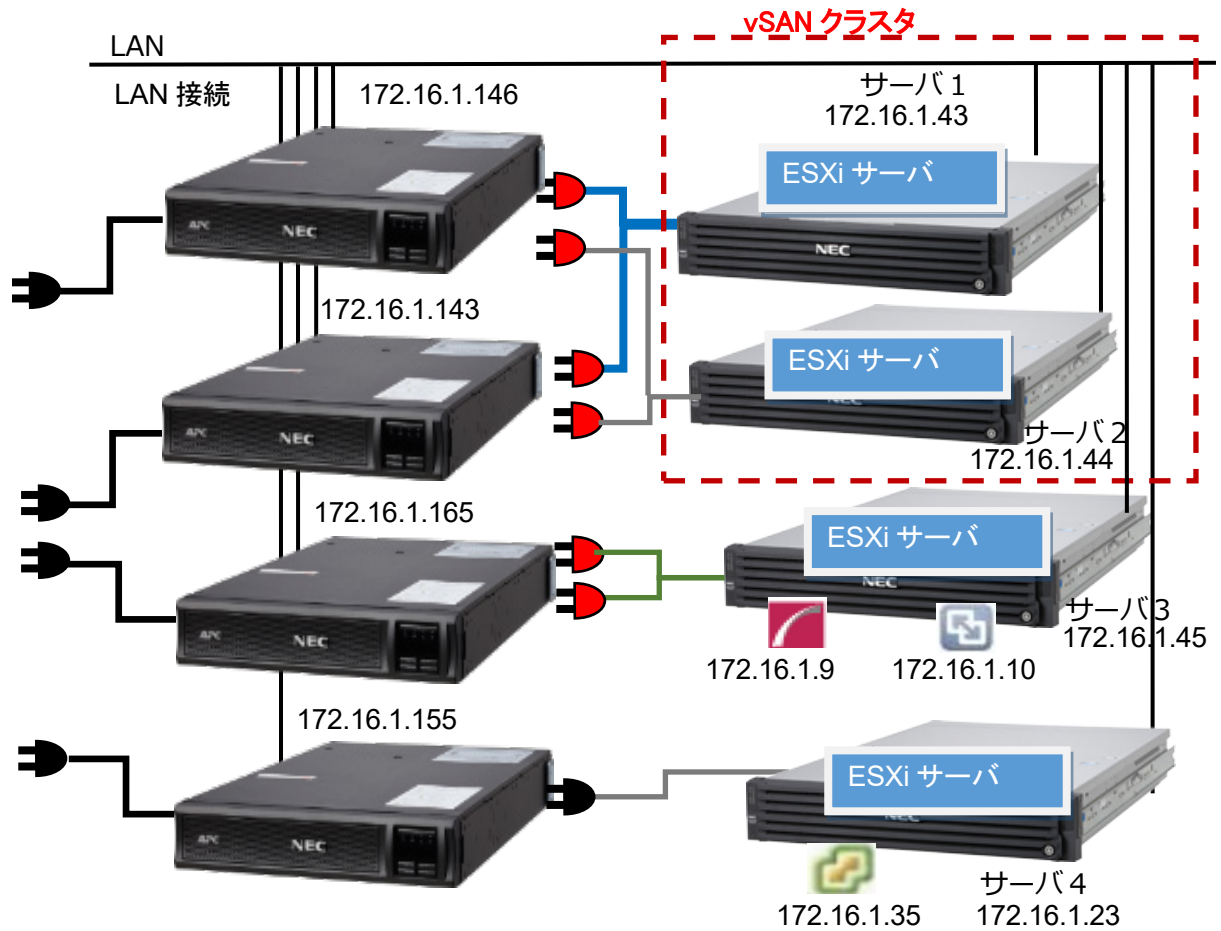 vSAN クラスタ
LAN
LAN 接続
172.16.1.146
サーバ 1
172.16.1.43
ESXi サーバ
APC
NEC
NEC
172.16.1.143
ESXi サーバ
APC
NEC
NEC
サーバ 2
172.16.1.44
172.16.1.165
ESXi サーバ
APC
NEC
NEC
サーバ 3
172.16.1.45
172.16.1.9
172.16.1.10
172.16.1.155
ESXi サーバ
APC
NEC
NEC
サーバ 4
172.16.1.35
172.16.1.23